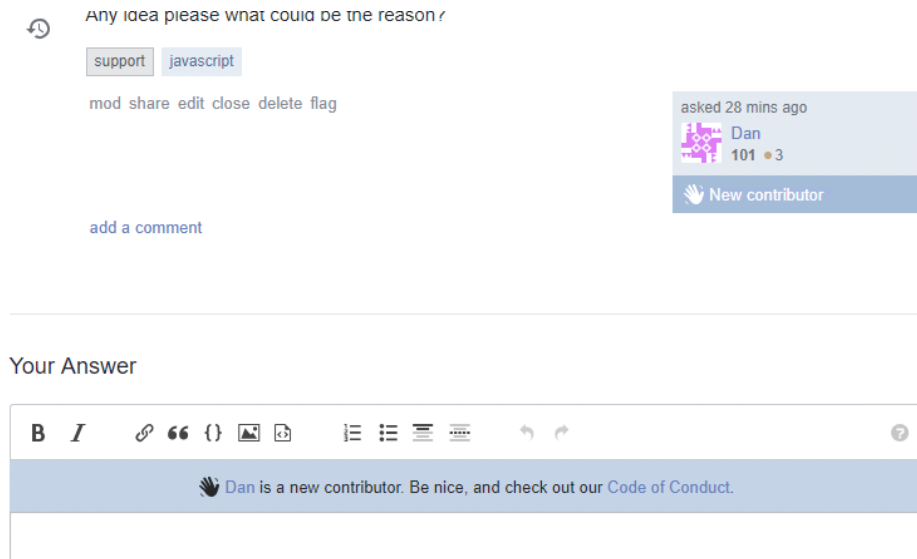 Any idea please what could be the reason?
support javascript
mod share edit close delete flag
asked 28 mins ago
Dan
101 3
New contributor
add a comment
Your Answer
B I
Dan is a new contributor. Be nice, and check out our Code of Conduct.